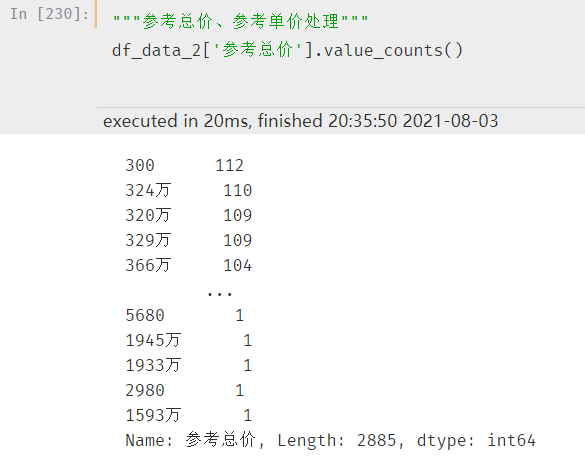 In [230]:
"""参考总价、参考单价处理"""
df_data_2['参考总价'].value_counts()
executed in 20ms, finished 20:35:50 2021-08-03
300 112
324万 110
320万 109
329万 109
366万 104
...
5680 1
1945万 1
1933万 1
2980 1
1593万 1
Name: 参考总价, Length: 2885, dtype: int64